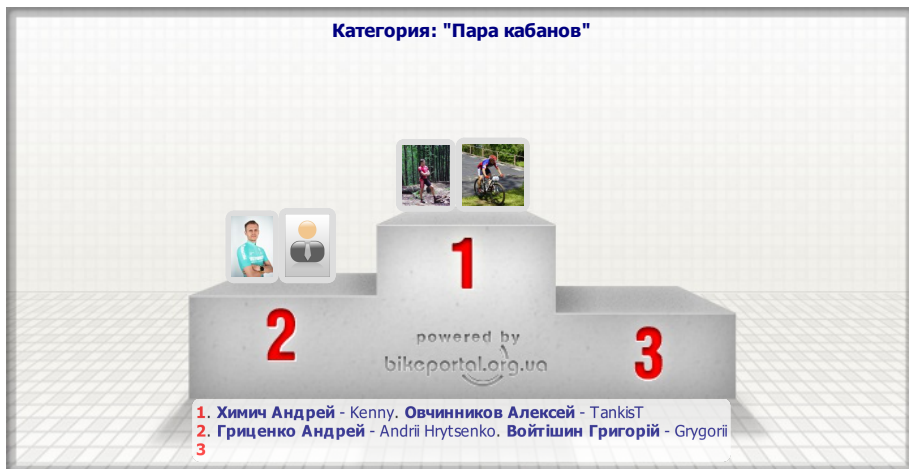 Категория: "Пара кабанов"
1
2
3
powered by
bikeportal.org.ua
1. Химич Андрей - Kenny. Овчинников Алексей - TankisT
2. Гриценко Андрей - Andrii Hrytsenko. Войтішин Григорій - Grygorii
3